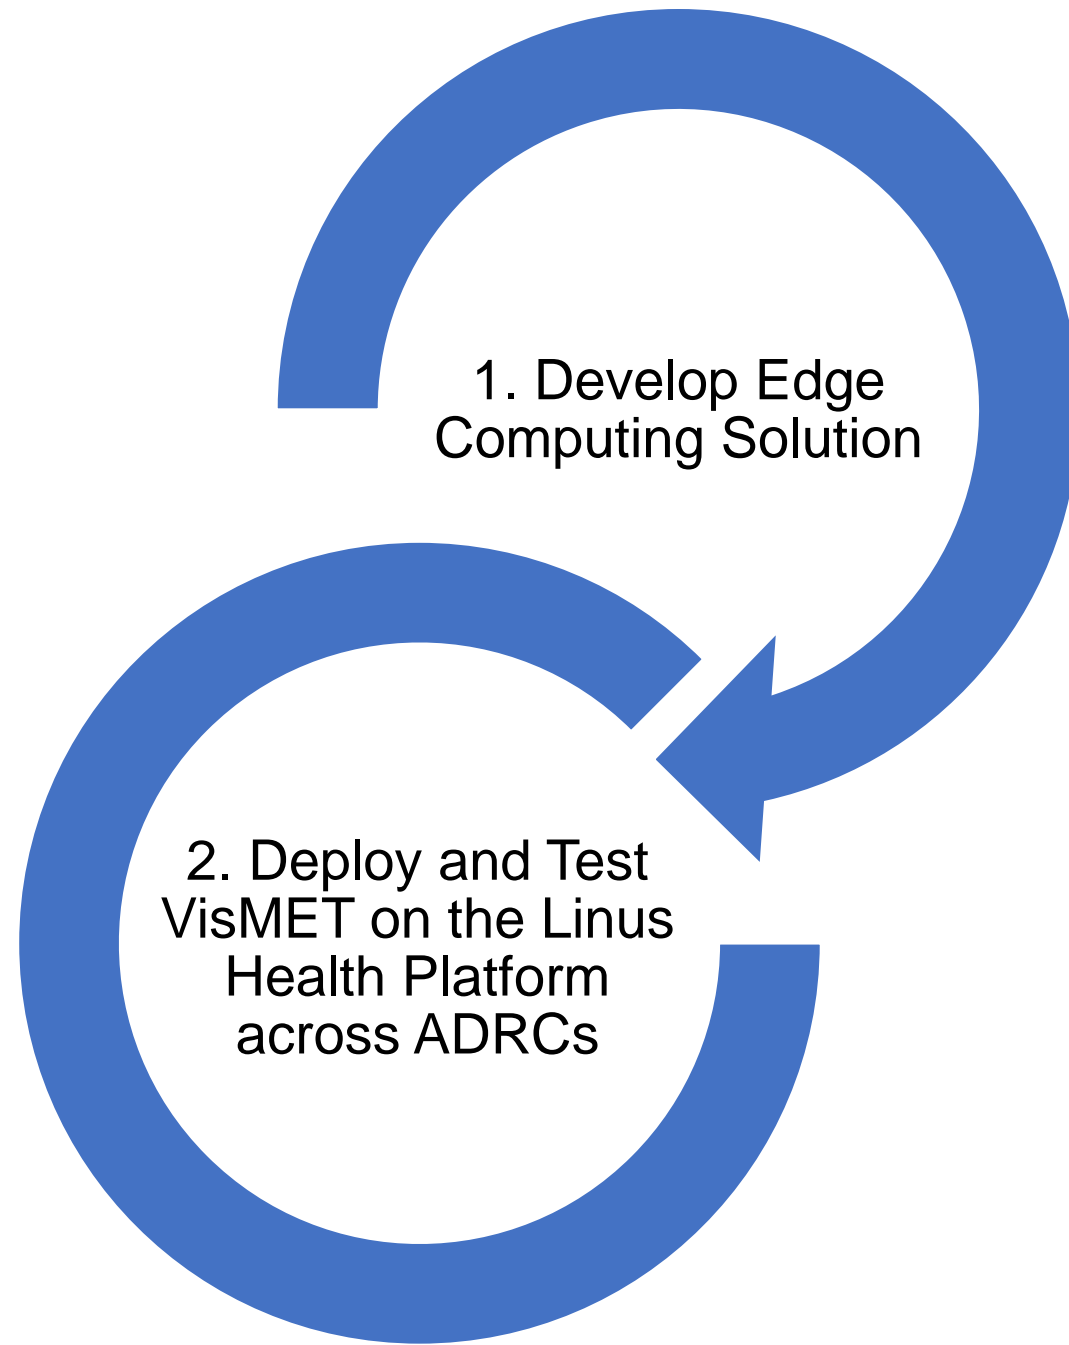 1. Develop Edge
Computing Solution
2. Deploy and Test
VisMET on the Linus
Health Platform
across ADRCs